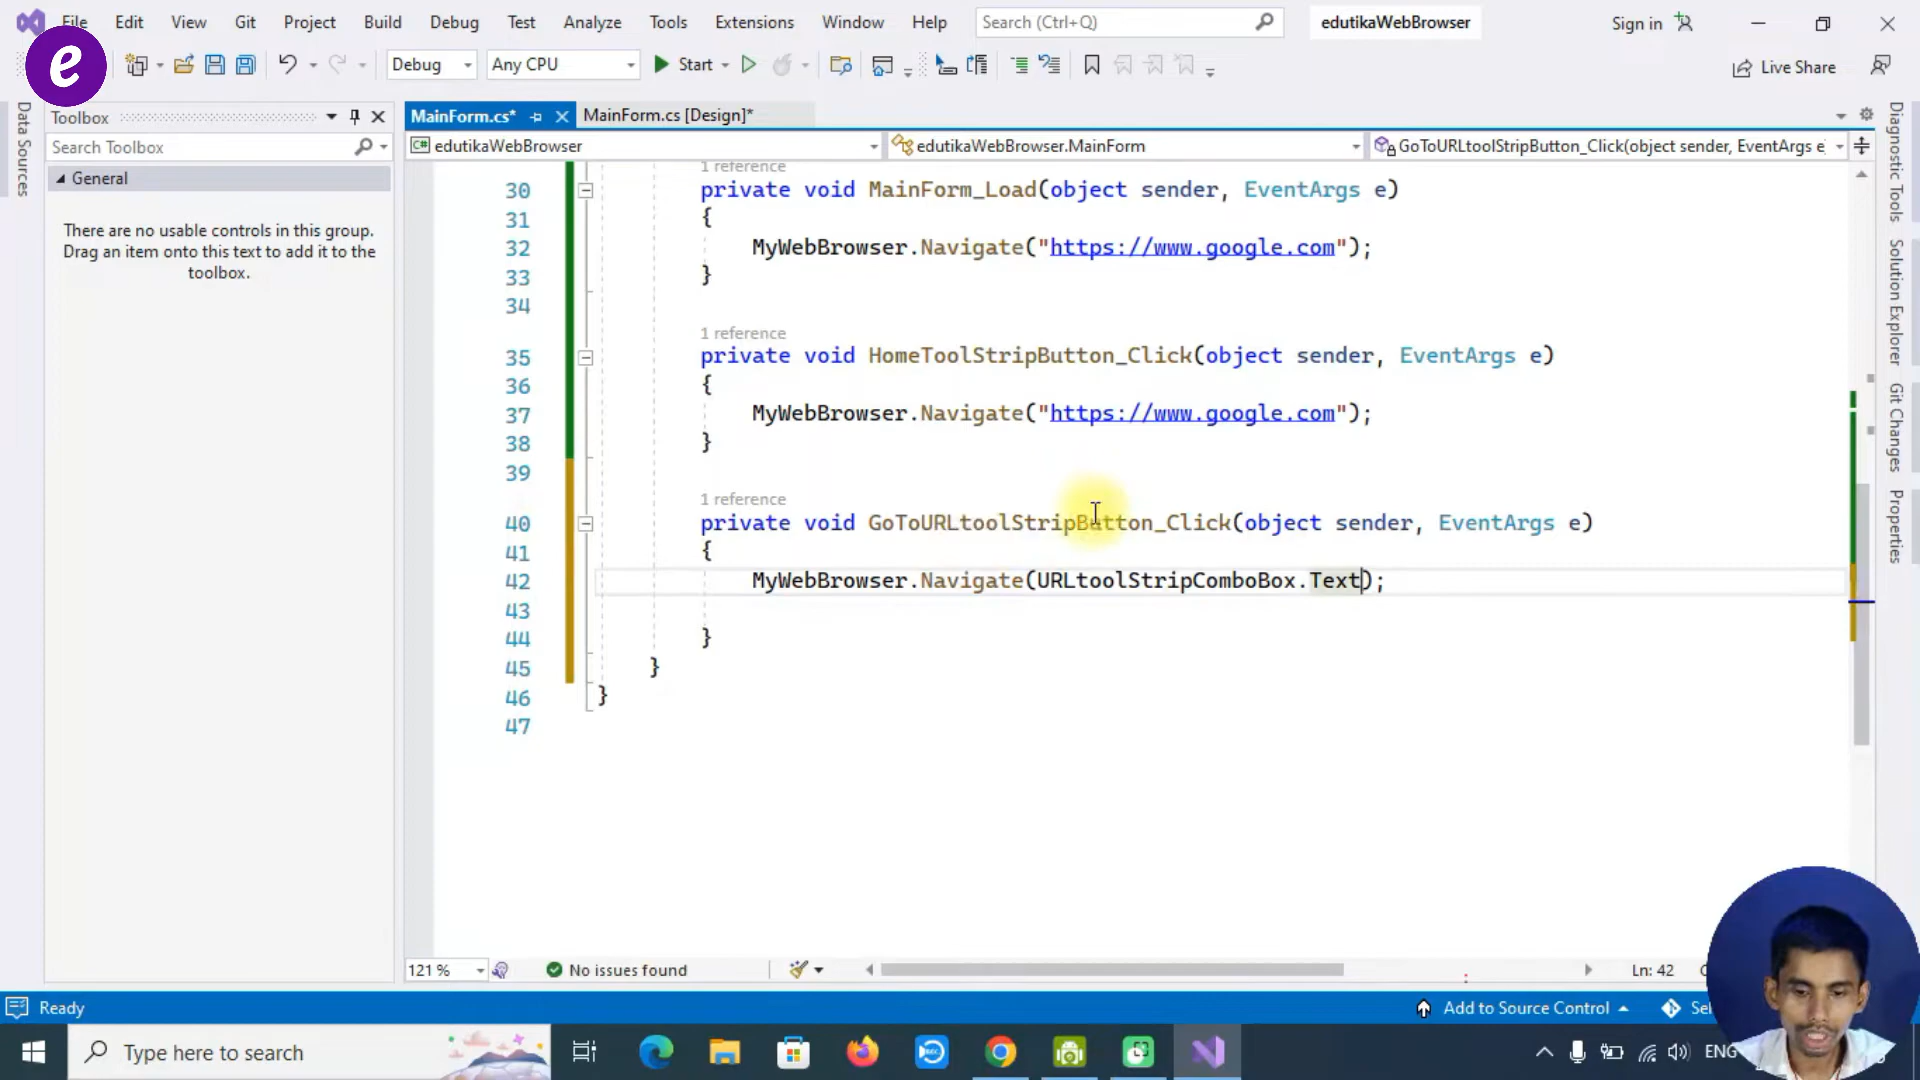 File Edit View Git Project Build Debug Test Analyze Tools Extensions Window Help Search (Ctrl+Q) edutikaWebBrowser Sign in
e
Debug Any CPU Start Live Share
Data Sources
Toolbox
Search Toolbox
General
There are no usable controls in this group.
Drag an item onto this text to add it to the
toolbox.
MainForm.cs* MainForm.cs [Design]*
C# edutikaWebBrowser edutikaWebBrowser.MainForm GoToURLtoolStripButton_Click(object sender, EventArgs e
1 reference
30 private void MainForm_Load(object sender, EventArgs e)
31 {
32 MyWebBrowser.Navigate("https://www.google.com");
33 }
34
1 reference
35 private void HomeToolStripButton_Click(object sender, EventArgs e)
36 {
37 MyWebBrowser.Navigate("https://www.google.com");
38 }
39
1 reference
40 private void GoToURLtoolStripButton_Click(object sender, EventArgs e)
41 {
42 MyWebBrowser.Navigate(URLtoolStripComboBox.Text);
43
44 }
45 }
46 }
47
Diagnostic Tools
Solution Explorer
Git Changes
Properties
121 % No issues found Ln: 42
Ready Add to Source Control
Type here to search ENG